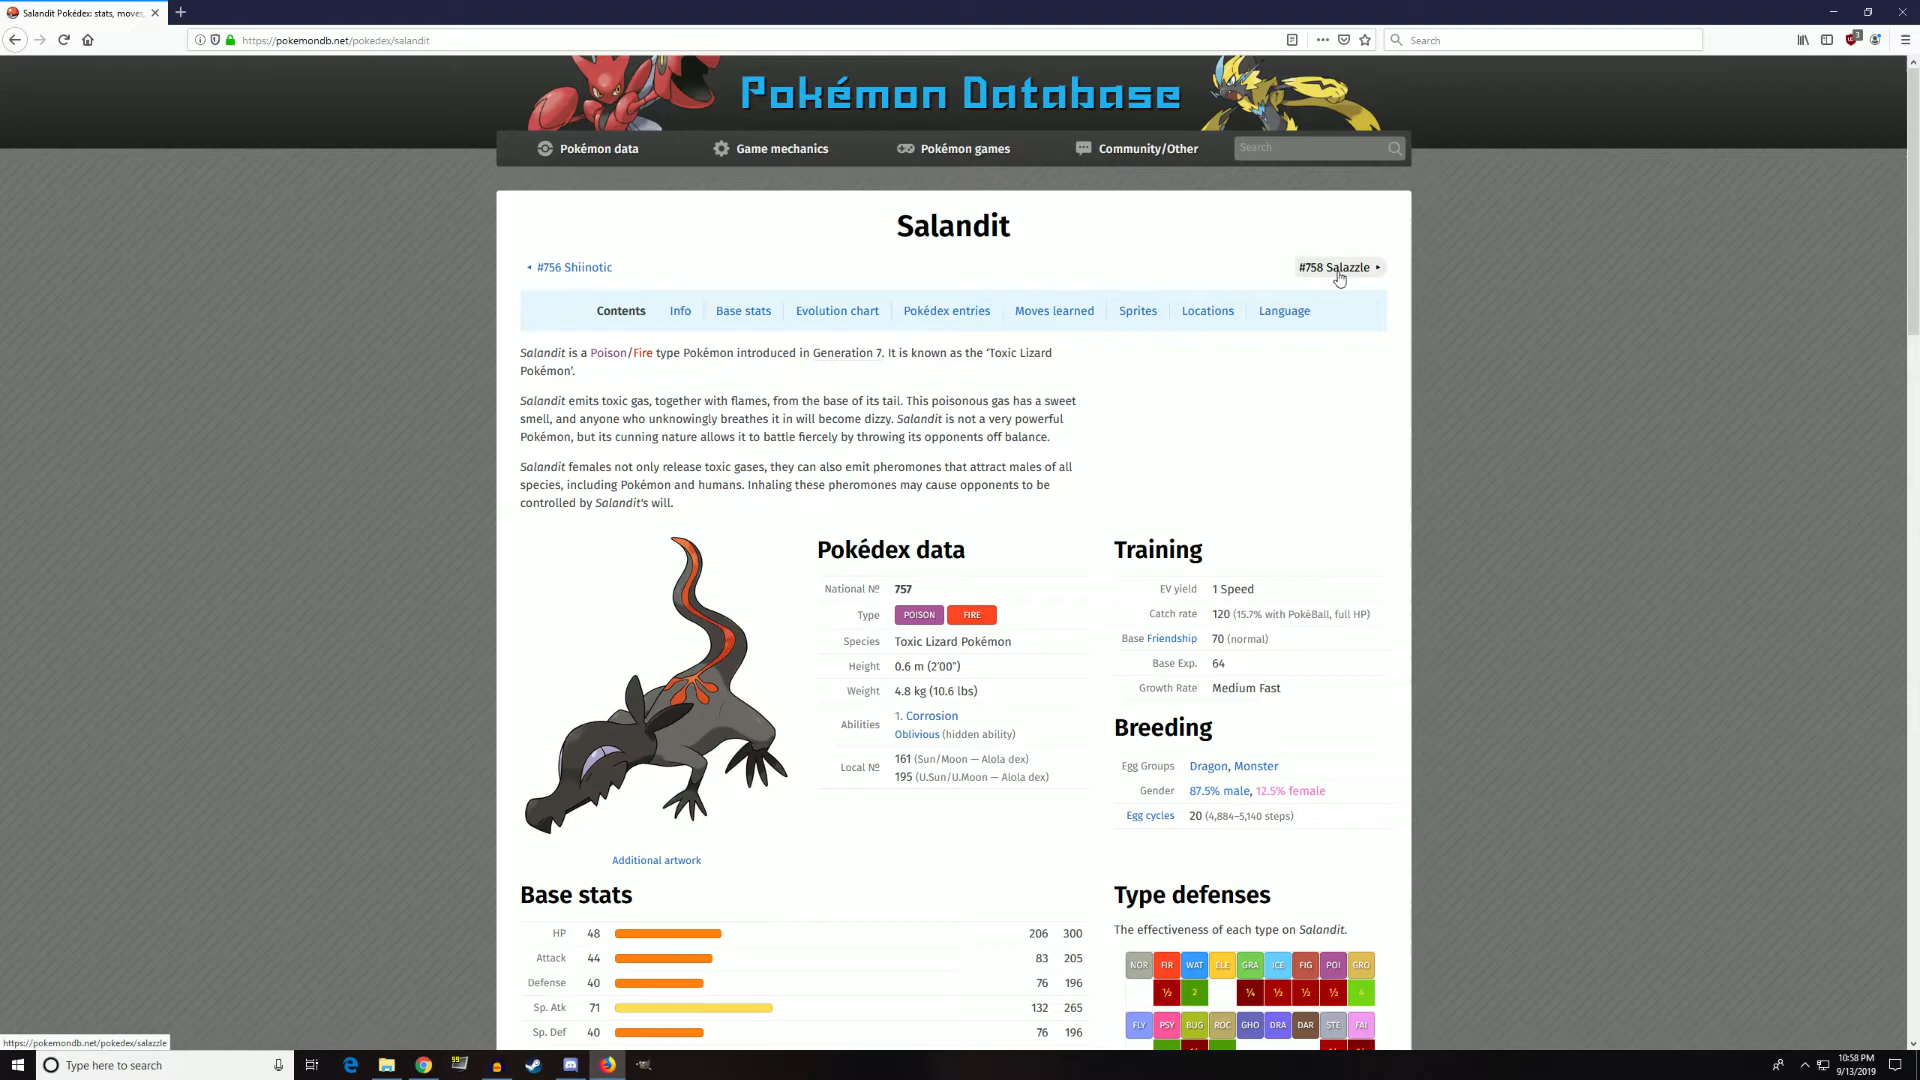 Salandit Pokédex: stats, moves,
https://pokemondb.net/pokedex/salandit
Search
3
Pokémon Database
Pokémon data
Game mechanics
Pokémon games
Community/Other
Search
Salandit
#756 Shiinotic
#758 Salazzle
Contents
Info
Base stats
Evolution chart
Pokédex entries
Moves learned
Sprites
Locations
Language
Salandit is a Poison/Fire type Pokémon introduced in Generation 7. It is known as the ‘Toxic Lizard
Pokémon’.
Salandit emits toxic gas, together with flames, from the base of its tail. This poisonous gas has a sweet
smell, and anyone who unknowingly breathes it in will become dizzy. Salandit is not a very powerful
Pokémon, but its cunning nature allows it to battle fiercely by throwing its opponents off balance.
Salandit females not only release toxic gases, they can also emit pheromones that attract males of all
species, including Pokémon and humans. Inhaling these pheromones may cause opponents to be
controlled by Salandit's will.
Additional artwork
Pokédex data
National № 757
Type POISON FIRE
Species Toxic Lizard Pokémon
Height 0.6 m (2′00″)
Weight 4.8 kg (10.6 lbs)
Abilities 1. Corrosion
Oblivious (hidden ability)
Local № 161 (Sun/Moon — Alola dex)
195 (U.Sun/U.Moon — Alola dex)
Training
EV yield 1 Speed
Catch rate 120 (15.7% with PokéBall, full HP)
Base Friendship 70 (normal)
Base Exp. 64
Growth Rate Medium Fast
Breeding
Egg Groups Dragon, Monster
Gender 87.5% male, 12.5% female
Egg cycles 20 (4,884–5,140 steps)
Base stats
HP 48 206 300
Attack 44 83 205
Defense 40 76 196
Sp. Atk 71 132 265
Sp. Def 40 76 196
Type defenses
The effectiveness of each type on Salandit.
NOR FIR WAT ELE GRA ICE FIG POI GRO
½ 2 ¼ ½ ½ ½ 4
FLY PSY BUG ROC GHO DRA DAR STE FAI
https://pokemondb.net/pokedex/salazzle
Type here to search
99
10:58 PM
9/13/2019